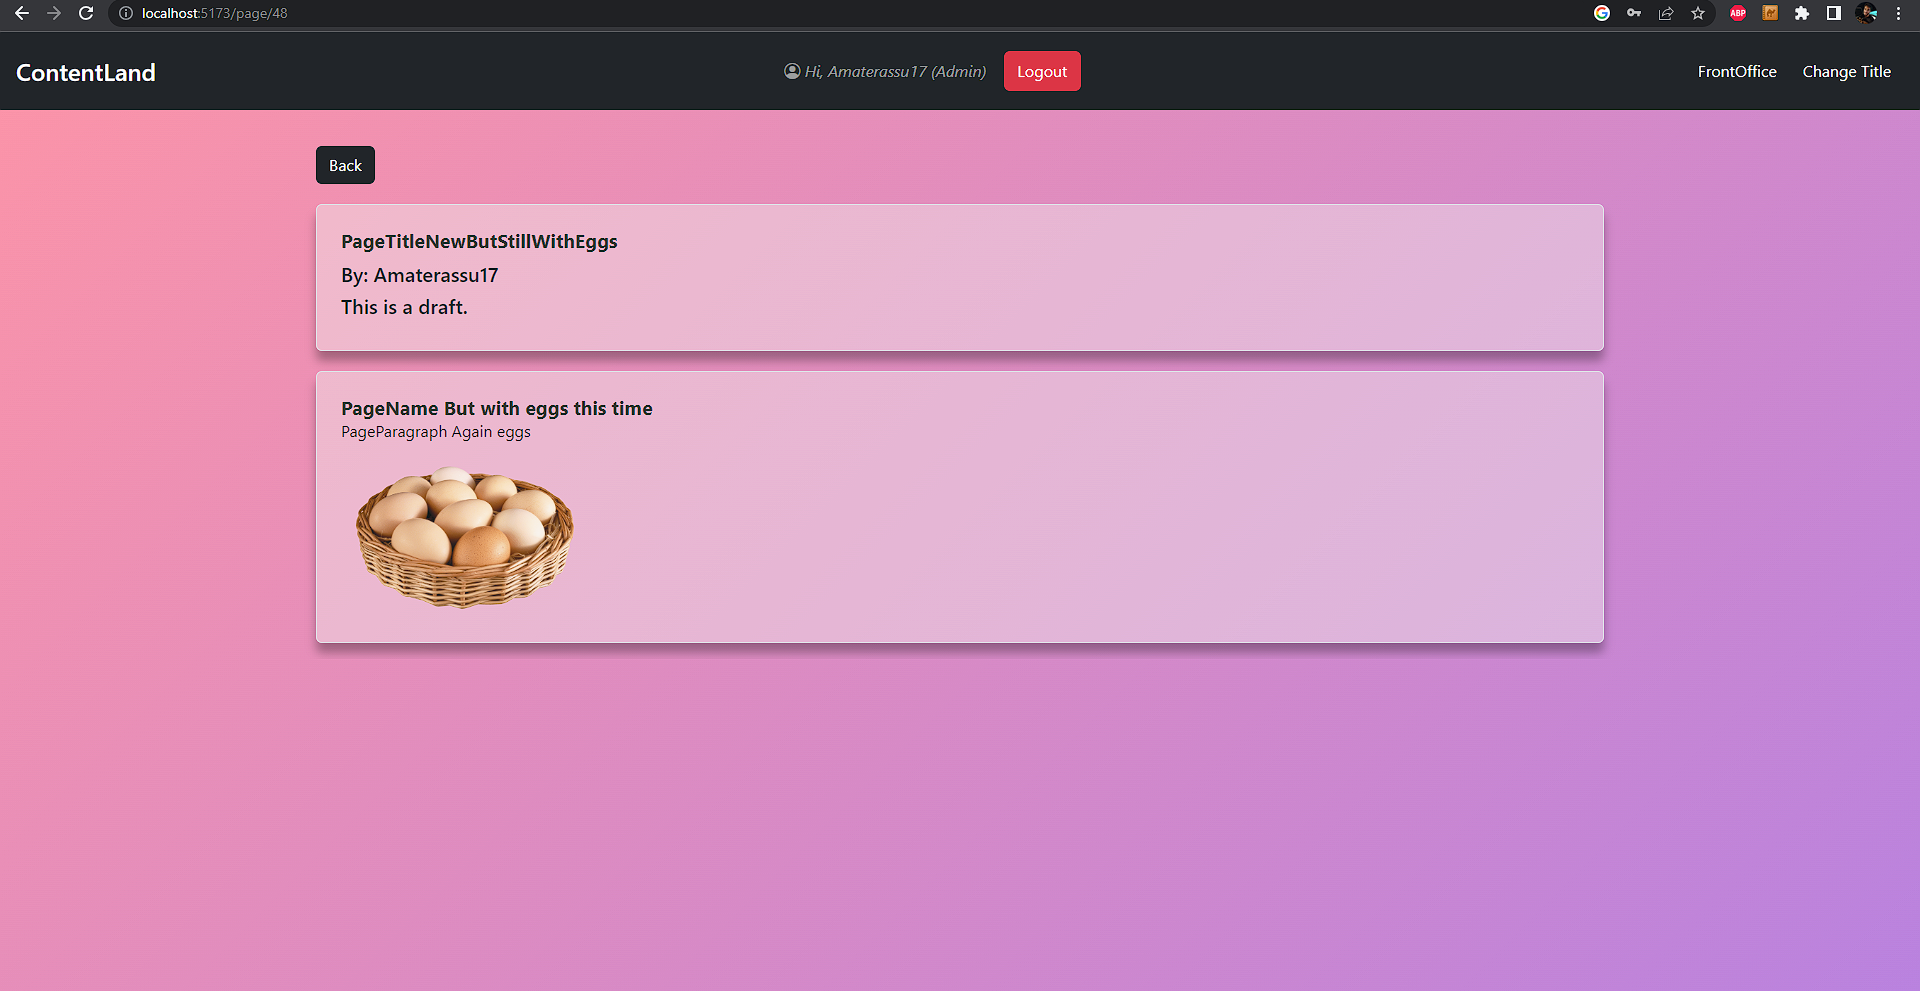 localhost:5173/page/48
ABP
ContentLand
Hi, Amaterassu17 (Admin)
Logout
FrontOffice
Change Title
Back
PageTitleNewButStillWithEggs
By: Amaterassu17
This is a draft.
PageName But with eggs this time
PageParagraph Again eggs